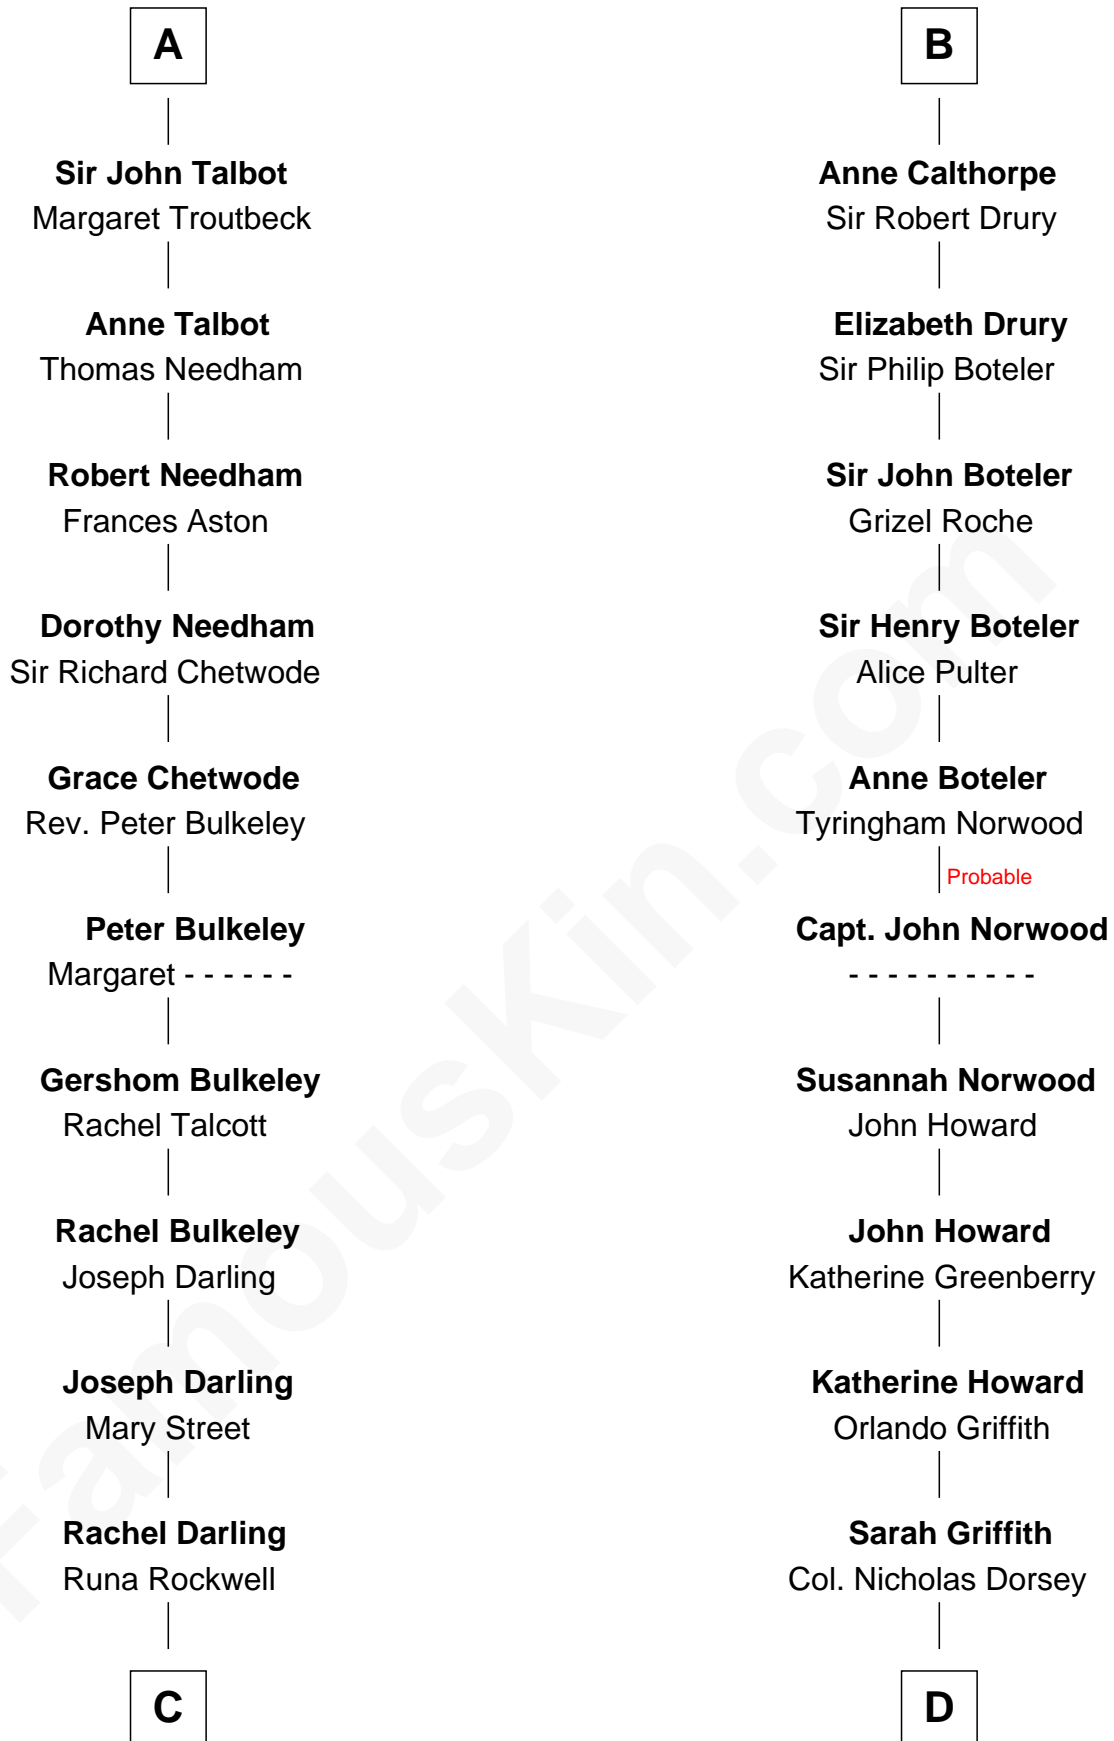 A
Sir John Talbot
Margaret Troutbeck
Anne Talbot
Thomas Needham
Robert Needham
Frances Aston
Dorothy Needham
Sir Richard Chetwode
Grace Chetwode
Rev. Peter Bulkeley
Peter Bulkeley
Margaret - - - - - -
Gershom Bulkeley
Rachel Talcott
Rachel Bulkeley
Joseph Darling
Joseph Darling
Mary Street
Rachel Darling
Runa Rockwell
C
B
Anne Calthorpe
Sir Robert Drury
Elizabeth Drury
Sir Philip Boteler
Sir John Boteler
Grizel Roche
Sir Henry Boteler
Alice Pulter
Anne Boteler
Tyringham Norwood
Probable
Capt. John Norwood
- - - - - - - - - -
Susannah Norwood
John Howard
John Howard
Katherine Greenberry
Katherine Howard
Orlando Griffith
Sarah Griffith
Col. Nicholas Dorsey
D
FamousKin.com